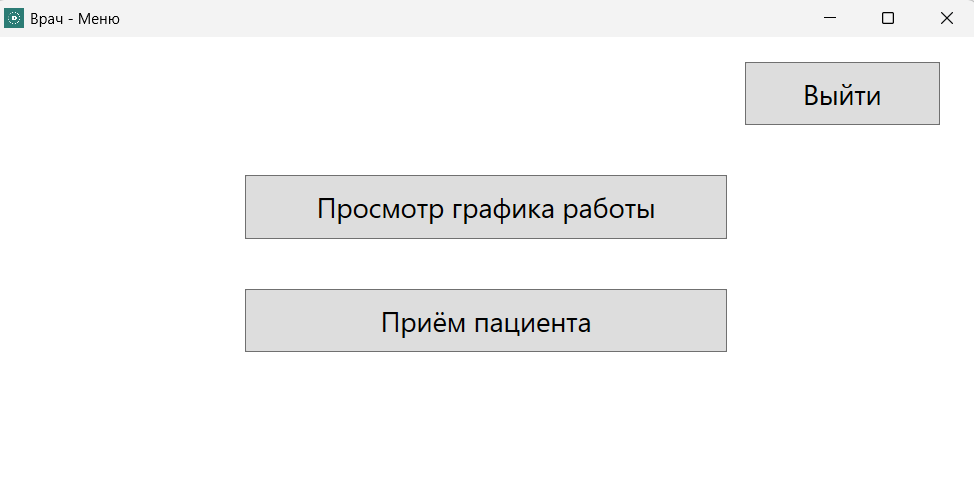 Врач - Меню
Выйти
Просмотр графика работы
Приём пациента